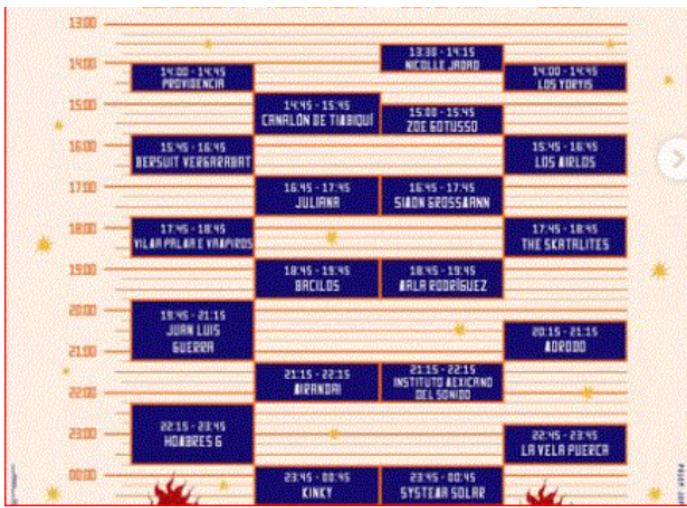 13:00
13:30 - 14:15
NICOLLE JADAD
14:00
14:00 - 14:45
PROVIDENCIA
14:00 - 14:45
LOS YORYIS
15:00
14:45 - 15:45
CANALÓN DE TIMBIQUÍ
15:00 - 15:45
ZOE GOTUSSO
16:00
15:45 - 16:45
BERSUIT VERGARABAT
15:45 - 16:45
LOS MIRLOS
17:00
16:45 - 17:45
JULIANA
16:45 - 17:45
SIMON GROSSMANN
18:00
17:45 - 18:45
VILMA PALMA E VAMPIROS
17:45 - 18:45
THE SKATALITES
19:00
18:45 - 19:45
BACILOS
18:45 - 19:45
MALA RODRÍGUEZ
20:00
19:45 - 21:15
JUAN LUIS
GUERRA
20:15 - 21:15
MORODO
21:00
21:15 - 22:15
MIRANDA!
21:15 - 22:15
INSTITUTO MEXICANO
DEL SONIDO
22:00
22:15 - 23:45
HOMBRES G
22:45 - 23:45
LA VELA PUERCA
23:00
00:00
23:45 - 00:45
KINKY
23:45 - 00:45
SYSTEMA SOLAR